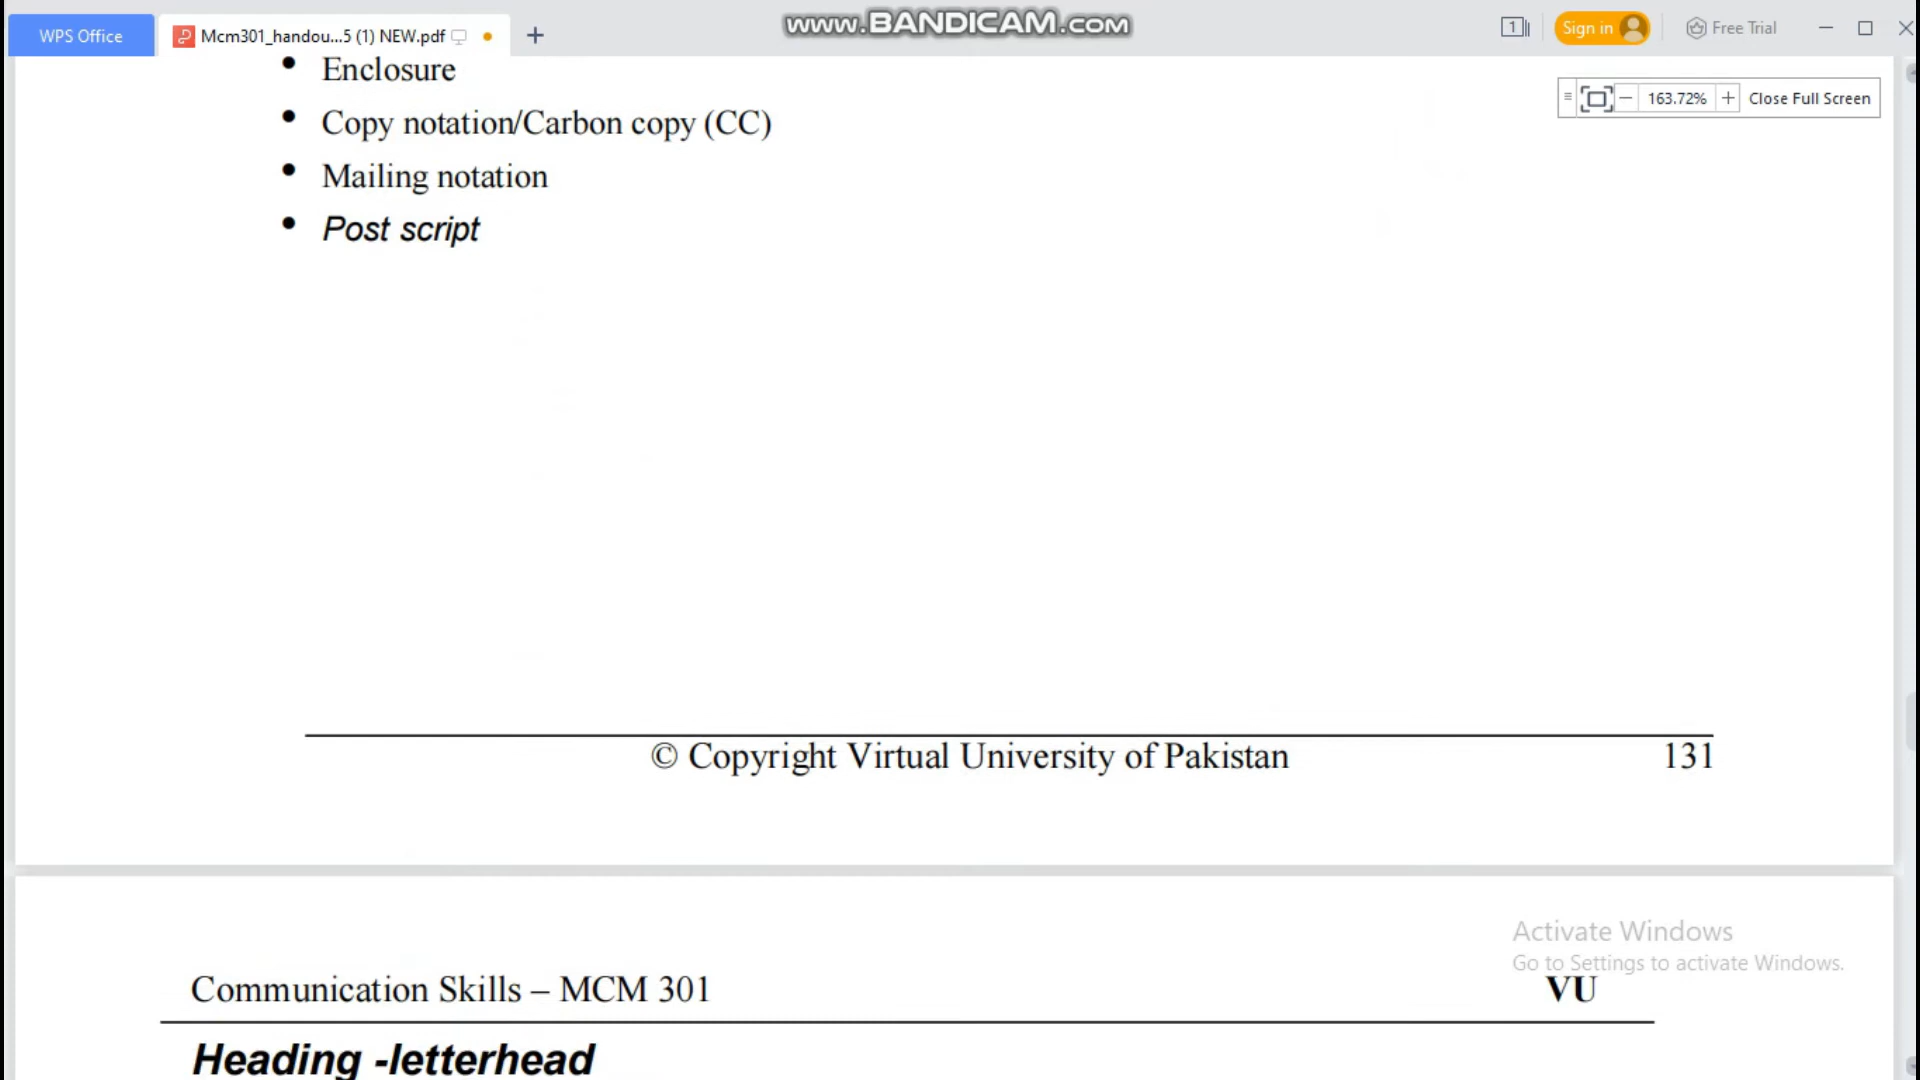 www.BANDICAM.com
WPS Office
Mcm301_handou...5 (1) NEW.pdf
1
Sign in
Free Trial
163.72%
Close Full Screen
• Enclosure
• Copy notation/Carbon copy (CC)
• Mailing notation
• Post script
© Copyright Virtual University of Pakistan 131
Activate Windows
Go to Settings to activate Windows.
Communication Skills – MCM 301 VU
Heading -letterhead